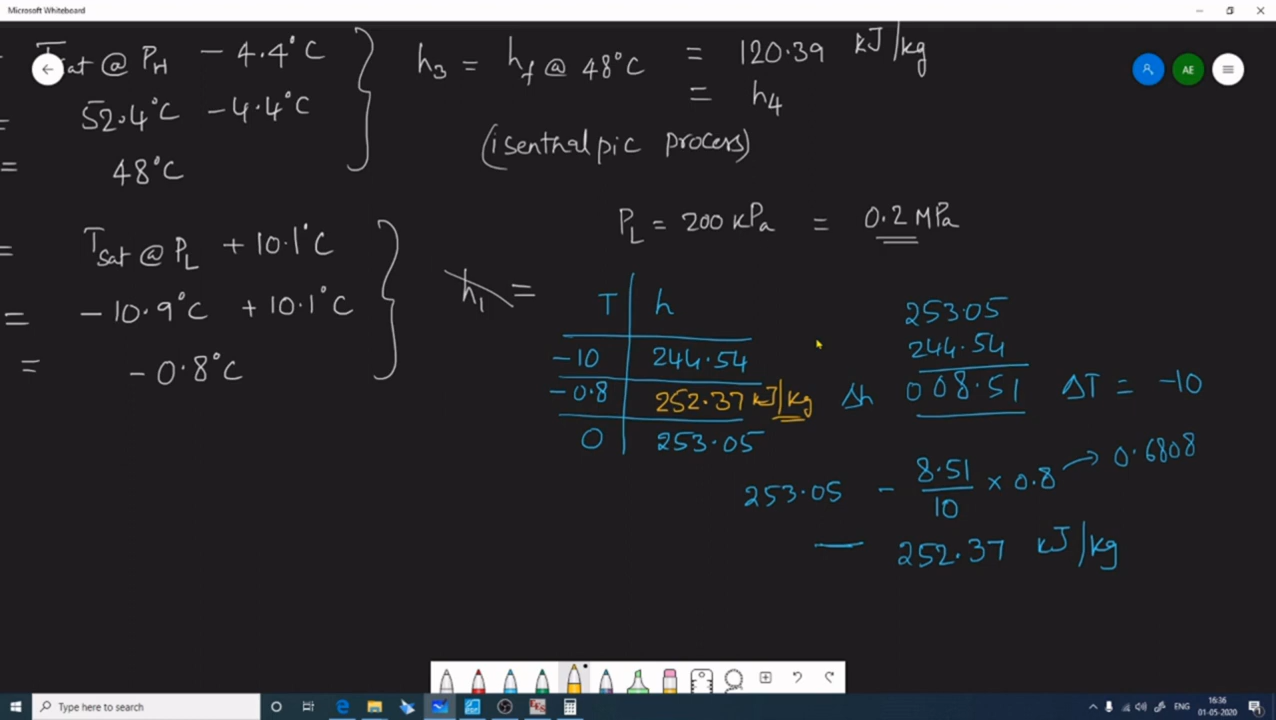 Microsoft Whiteboard
= Tsat @ PH - 4.4°C
= 52.4°C - 4.4°C
= 48°C
h3 = hf @ 48°C = 120.39 kJ/kg
= h4
(isenthalpic process)
AE
PL = 200 kPa = 0.2 MPa
= Tsat @ PL + 10.1°C
= -10.9°C + 10.1°C
= -0.8°C
h1 =
T h
-10 244.54
-0.8 252.37 kJ/kg
0 253.05
253.05
244.54
Δh 008.51 ΔT = -10
253.05 - 8.51/10 × 0.8 → 0.6808
— 252.37 kJ/kg
Type here to search
ENG
16:36
01-05-2020